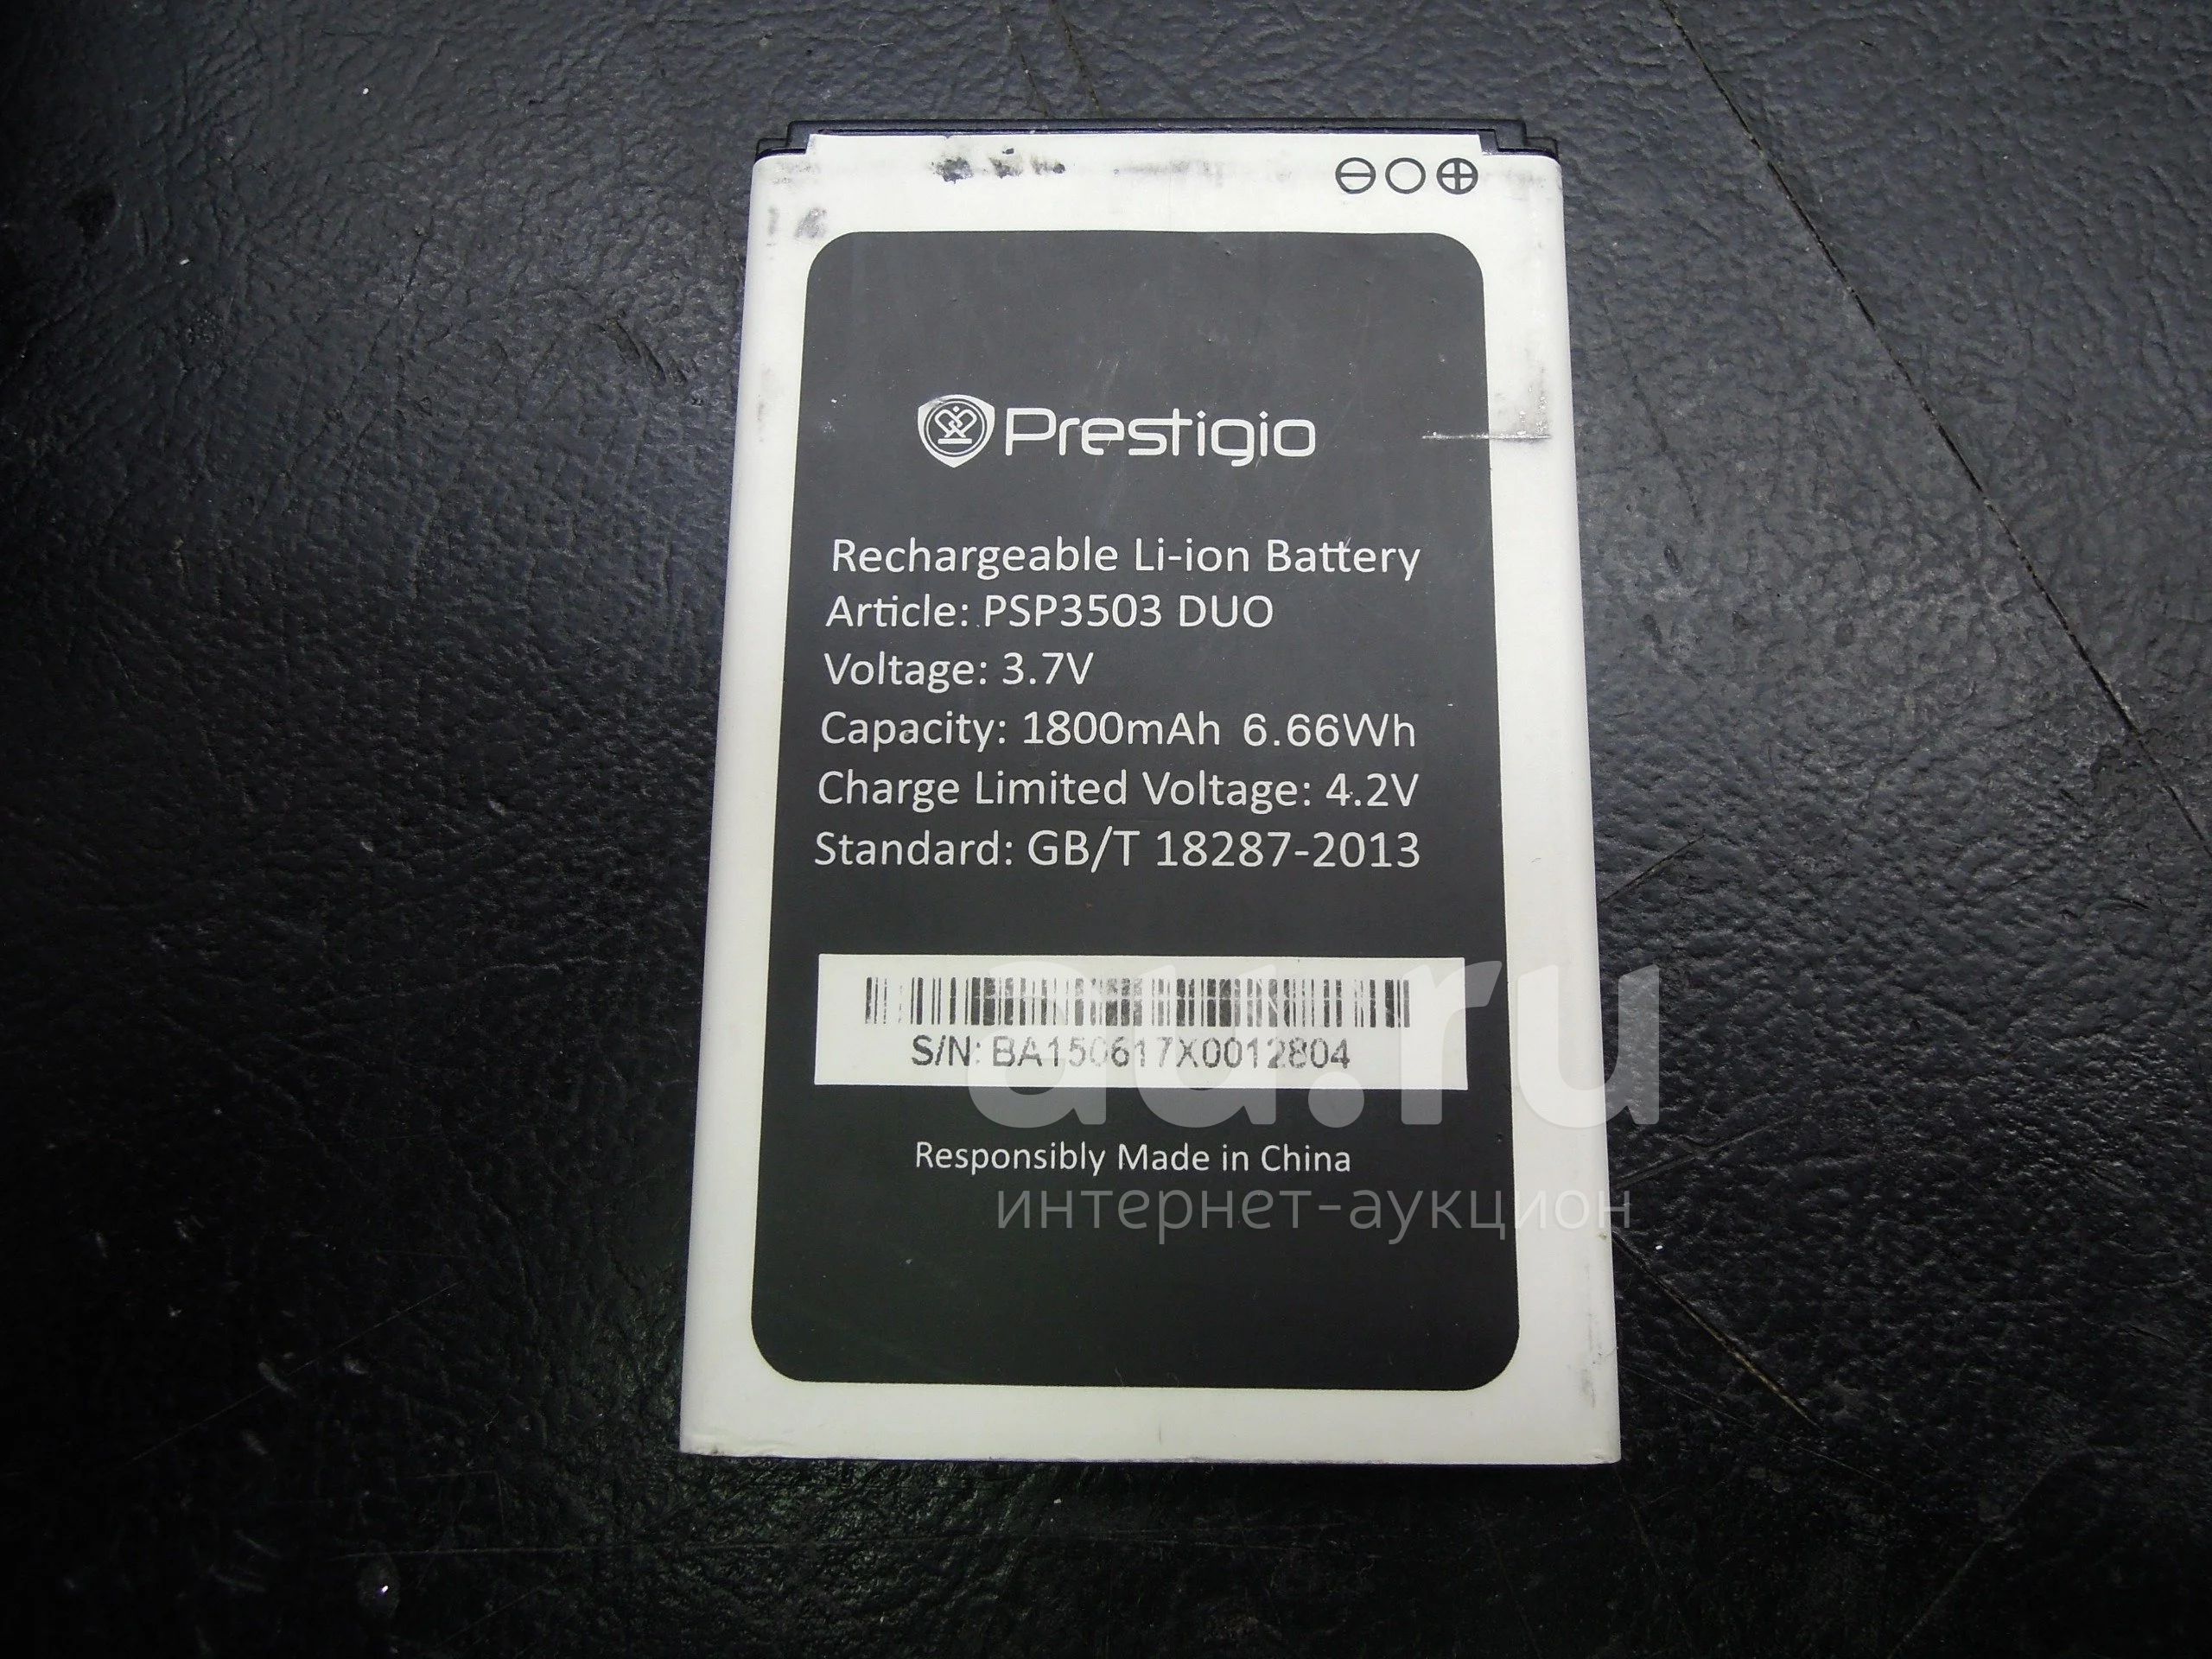 Prestigio
Rechargeable Li-ion Battery
Article: PSP3503 DUO
Voltage: 3.7V
Capacity: 1800mAh 6.66Wh
Charge Limited Voltage: 4.2V
Standard: GB/T 18287-2013
S/N: BA150617X0012804
au.ru
Responsibly Made in China
интернет-аукцион